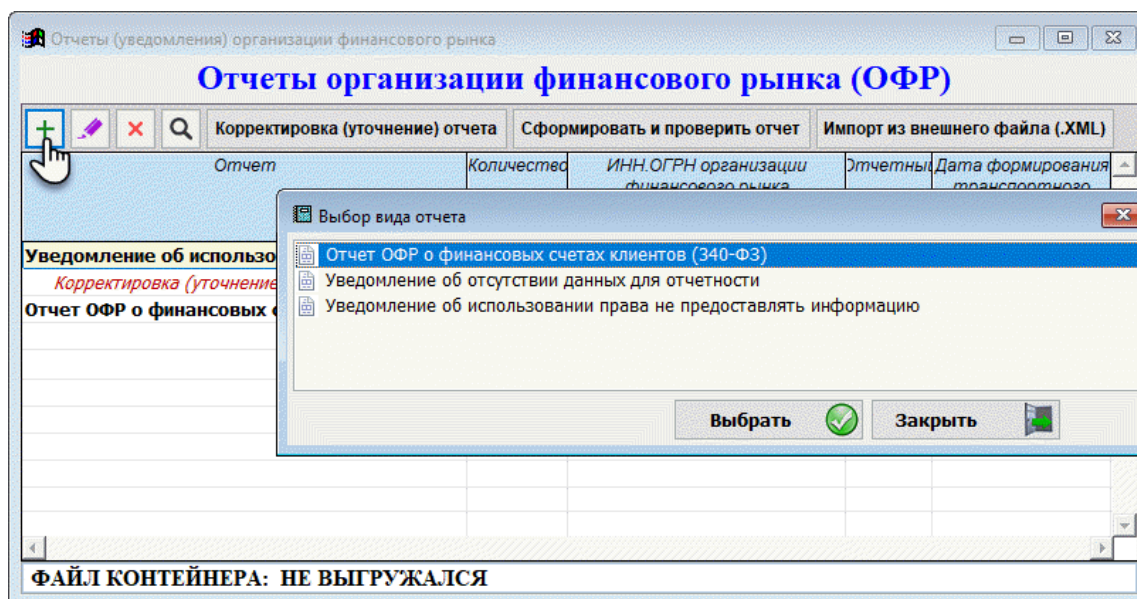 Отчеты (уведомления) организации финансового рынка
Отчеты организации финансового рынка (ОФР)
Корректировка (уточнение) отчета Сформировать и проверить отчет Импорт из внешнего файла (.XML)
Отчет Количество ИНН.ОГРН организации Отчетны Дата формирования
финансового рынка транспортного
Выбор вида отчета
Отчет ОФР о финансовых счетах клиентов (340-ФЗ)
Уведомление об использо
Уведомление об отсутствии данных для отчетности
Корректировка (уточнение
Уведомление об использовании права не предоставлять информацию
Отчет ОФР о финансовых с
Выбрать Закрыть
ФАЙЛ КОНТЕЙНЕРА: НЕ ВЫГРУЖАЛСЯ